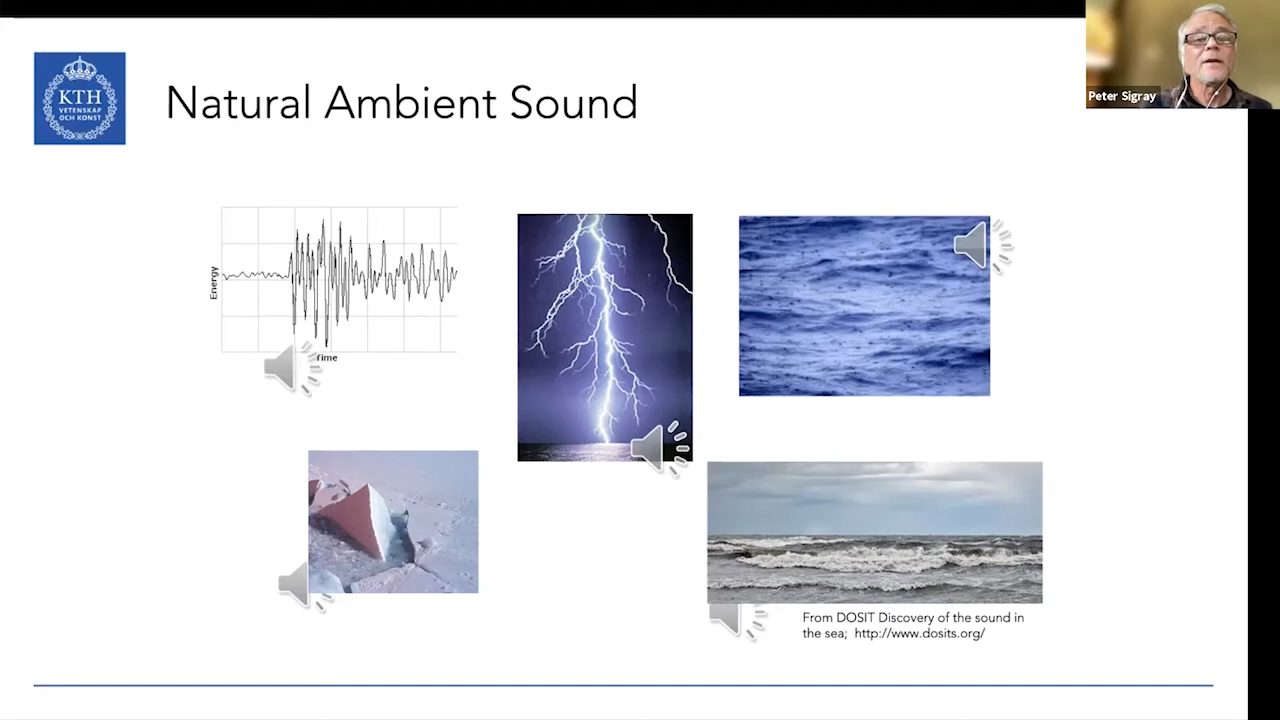 Peter Sigray
KTH
VETENSKAP
OCH KONST
Natural Ambient Sound
Energy
Time
From DOSIT Discovery of the sound in
the sea; http://www.dosits.org/